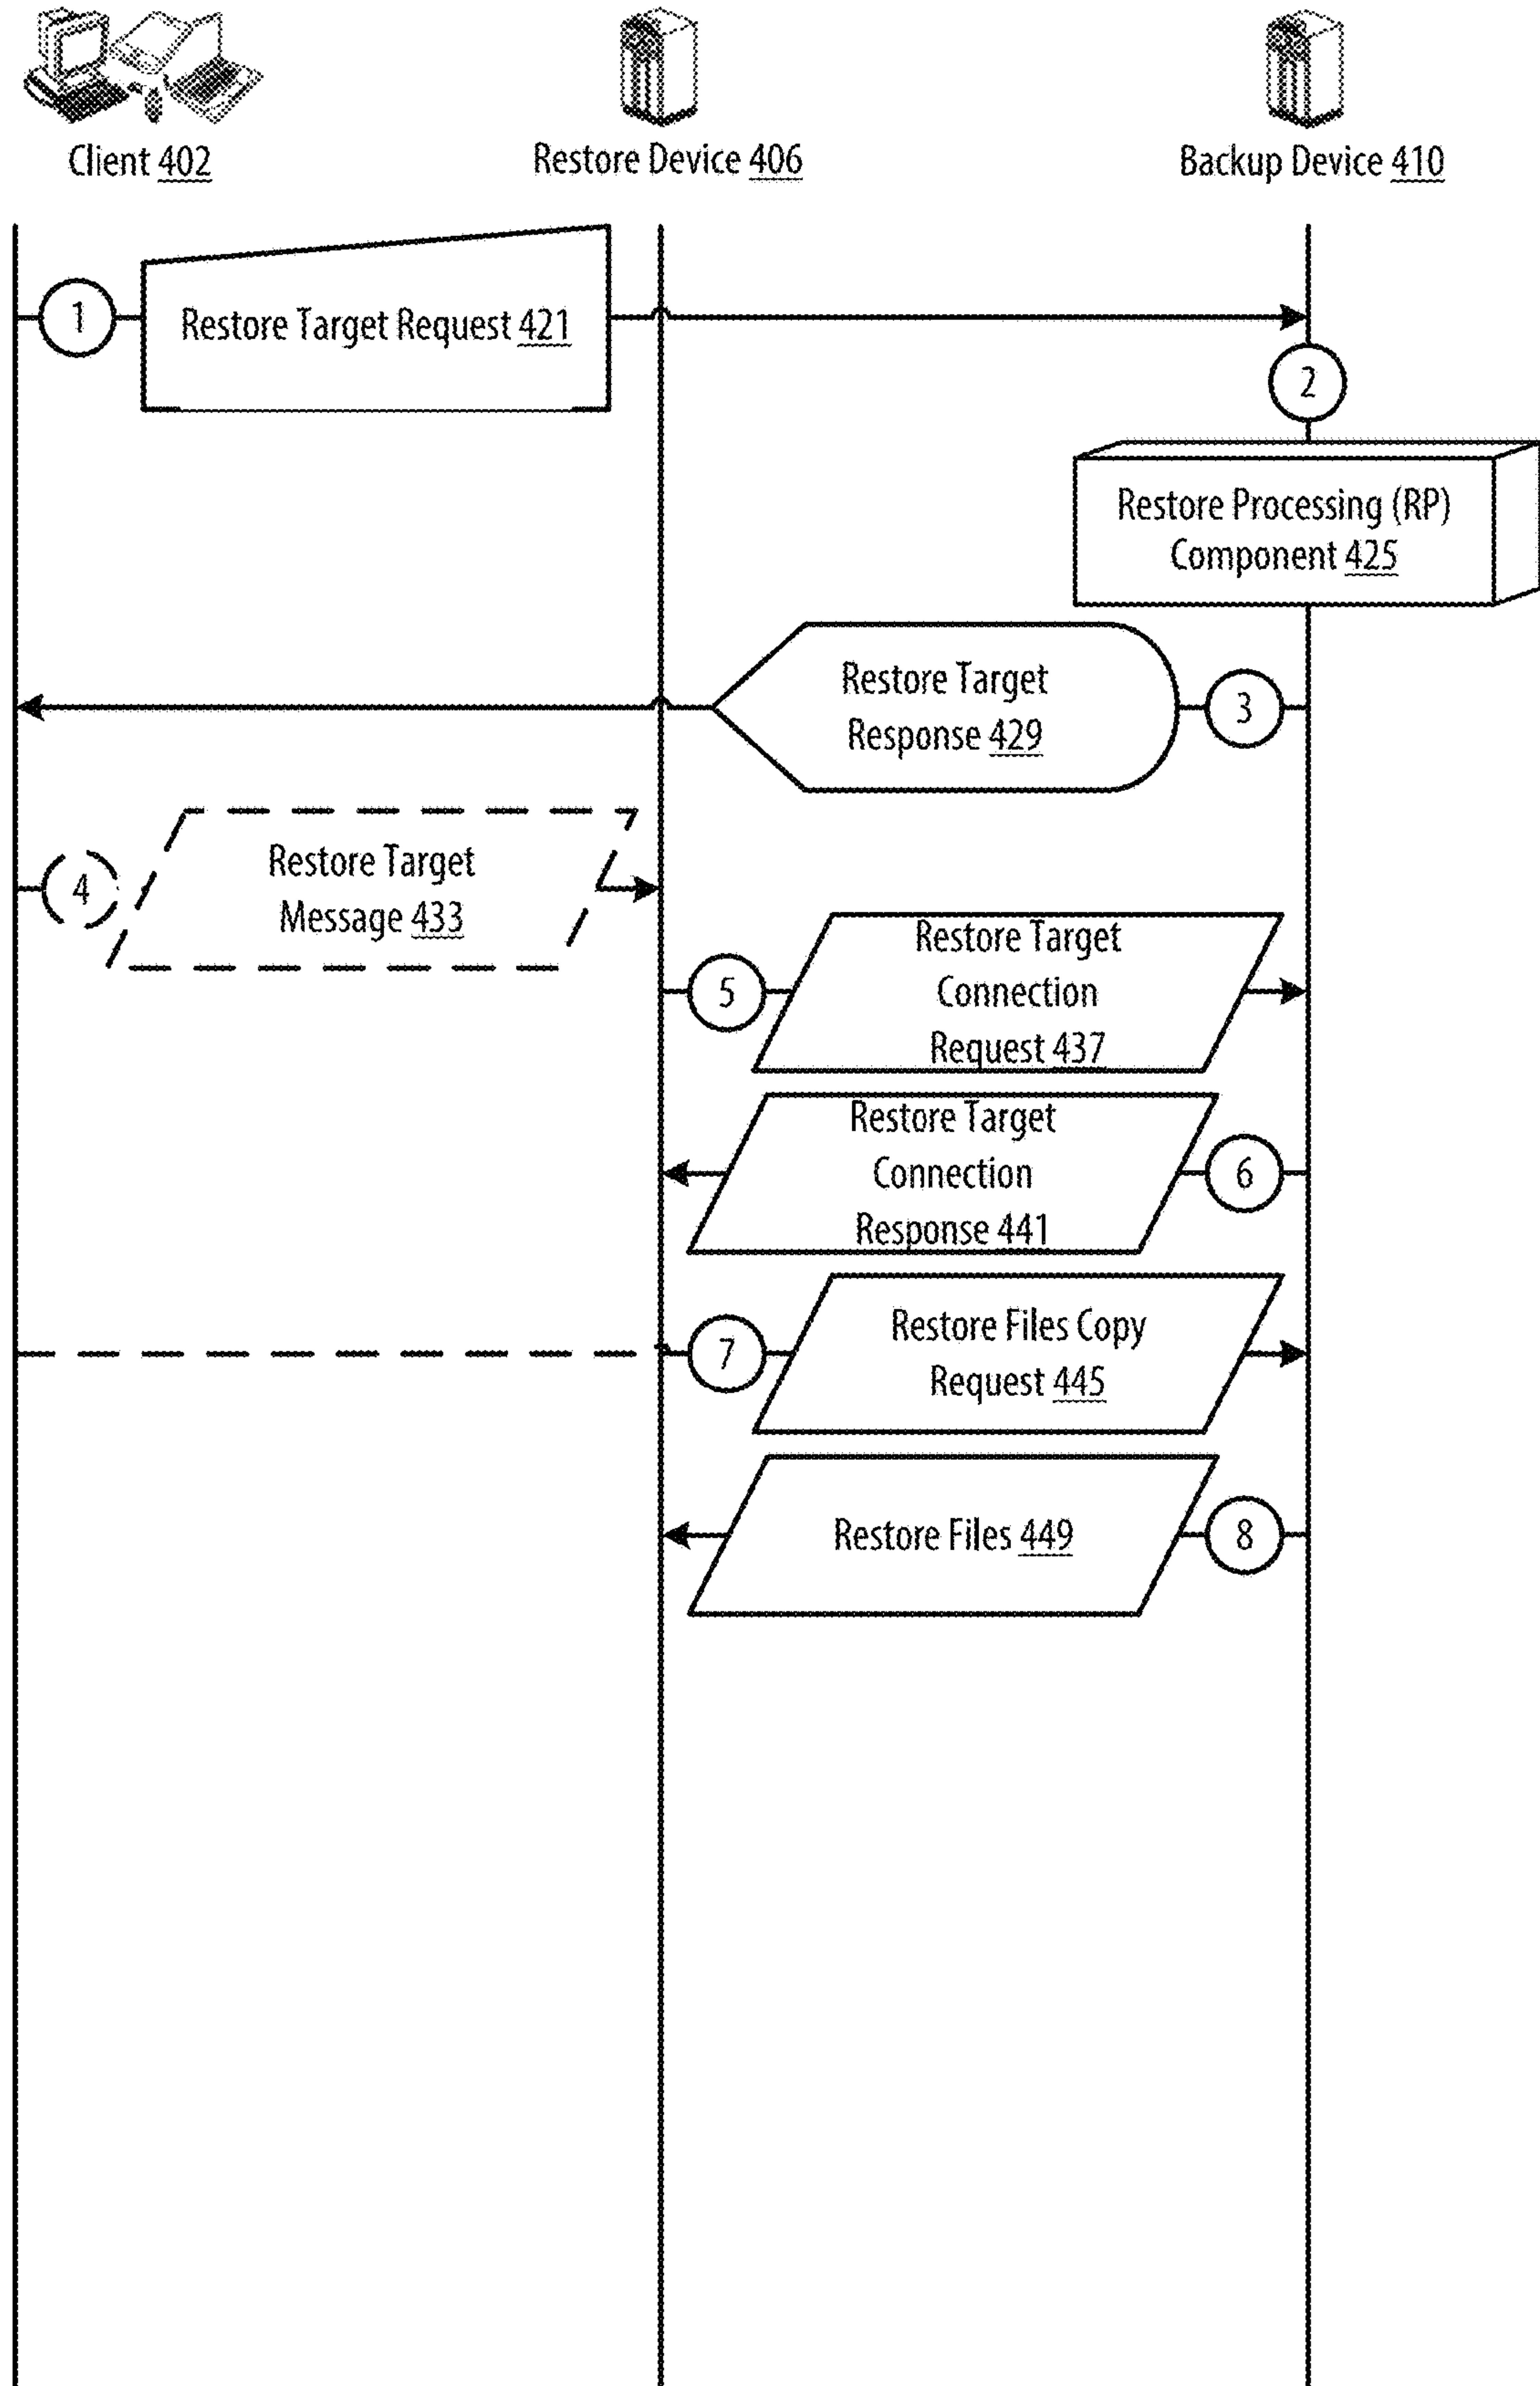 Client 402
Restore Device 406
Backup Device 410
1
Restore Target Request 421
2
Restore Processing (RP)
Component 425
Restore Target
Response 429
3
4
Restore Target
Message 433
5
Restore Target
Connection
Request 437
Restore Target
Connection
Response 441
6
7
Restore Files Copy
Request 445
Restore Files 449
8